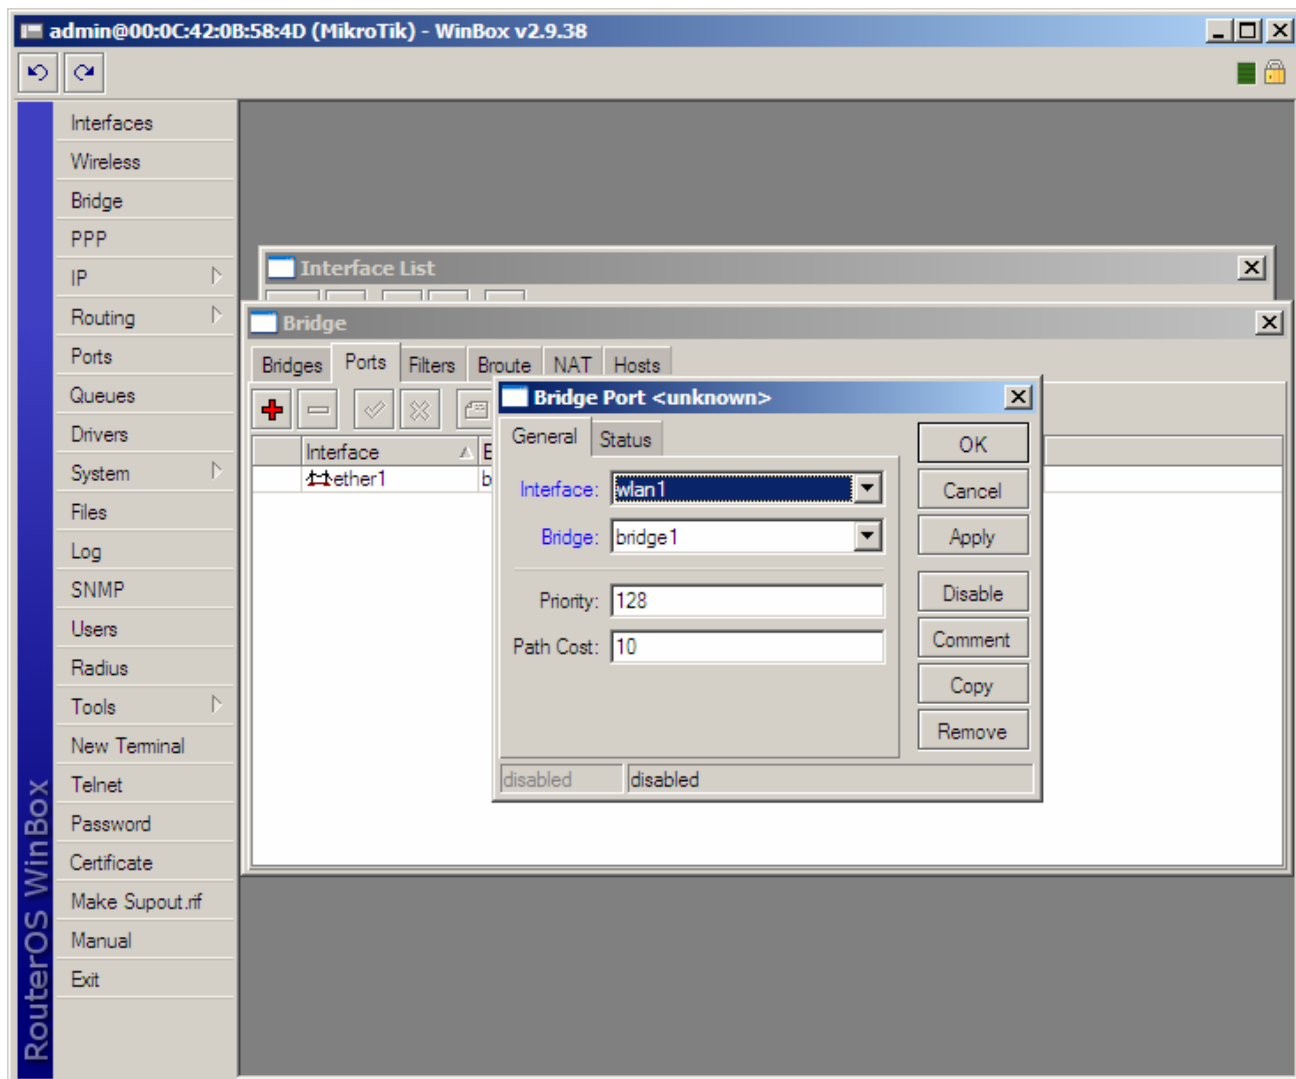 admin@00:0C:42:0B:58:4D (MikroTik) - WinBox v2.9.38
Interfaces
Wireless
Bridge
PPP
IP
Routing
Ports
Queues
Drivers
System
Files
Log
SNMP
Users
Radius
Tools
New Terminal
Telnet
Password
Certificate
Make Supout.rif
Manual
Exit
RouterOS WinBox
Interface List
Bridge
Bridges Ports Filters Broute NAT Hosts
Interface
ether1
Bridge Port <unknown>
General Status
Interface: wlan1
Bridge: bridge1
Priority: 128
Path Cost: 10
OK
Cancel
Apply
Disable
Comment
Copy
Remove
disabled disabled